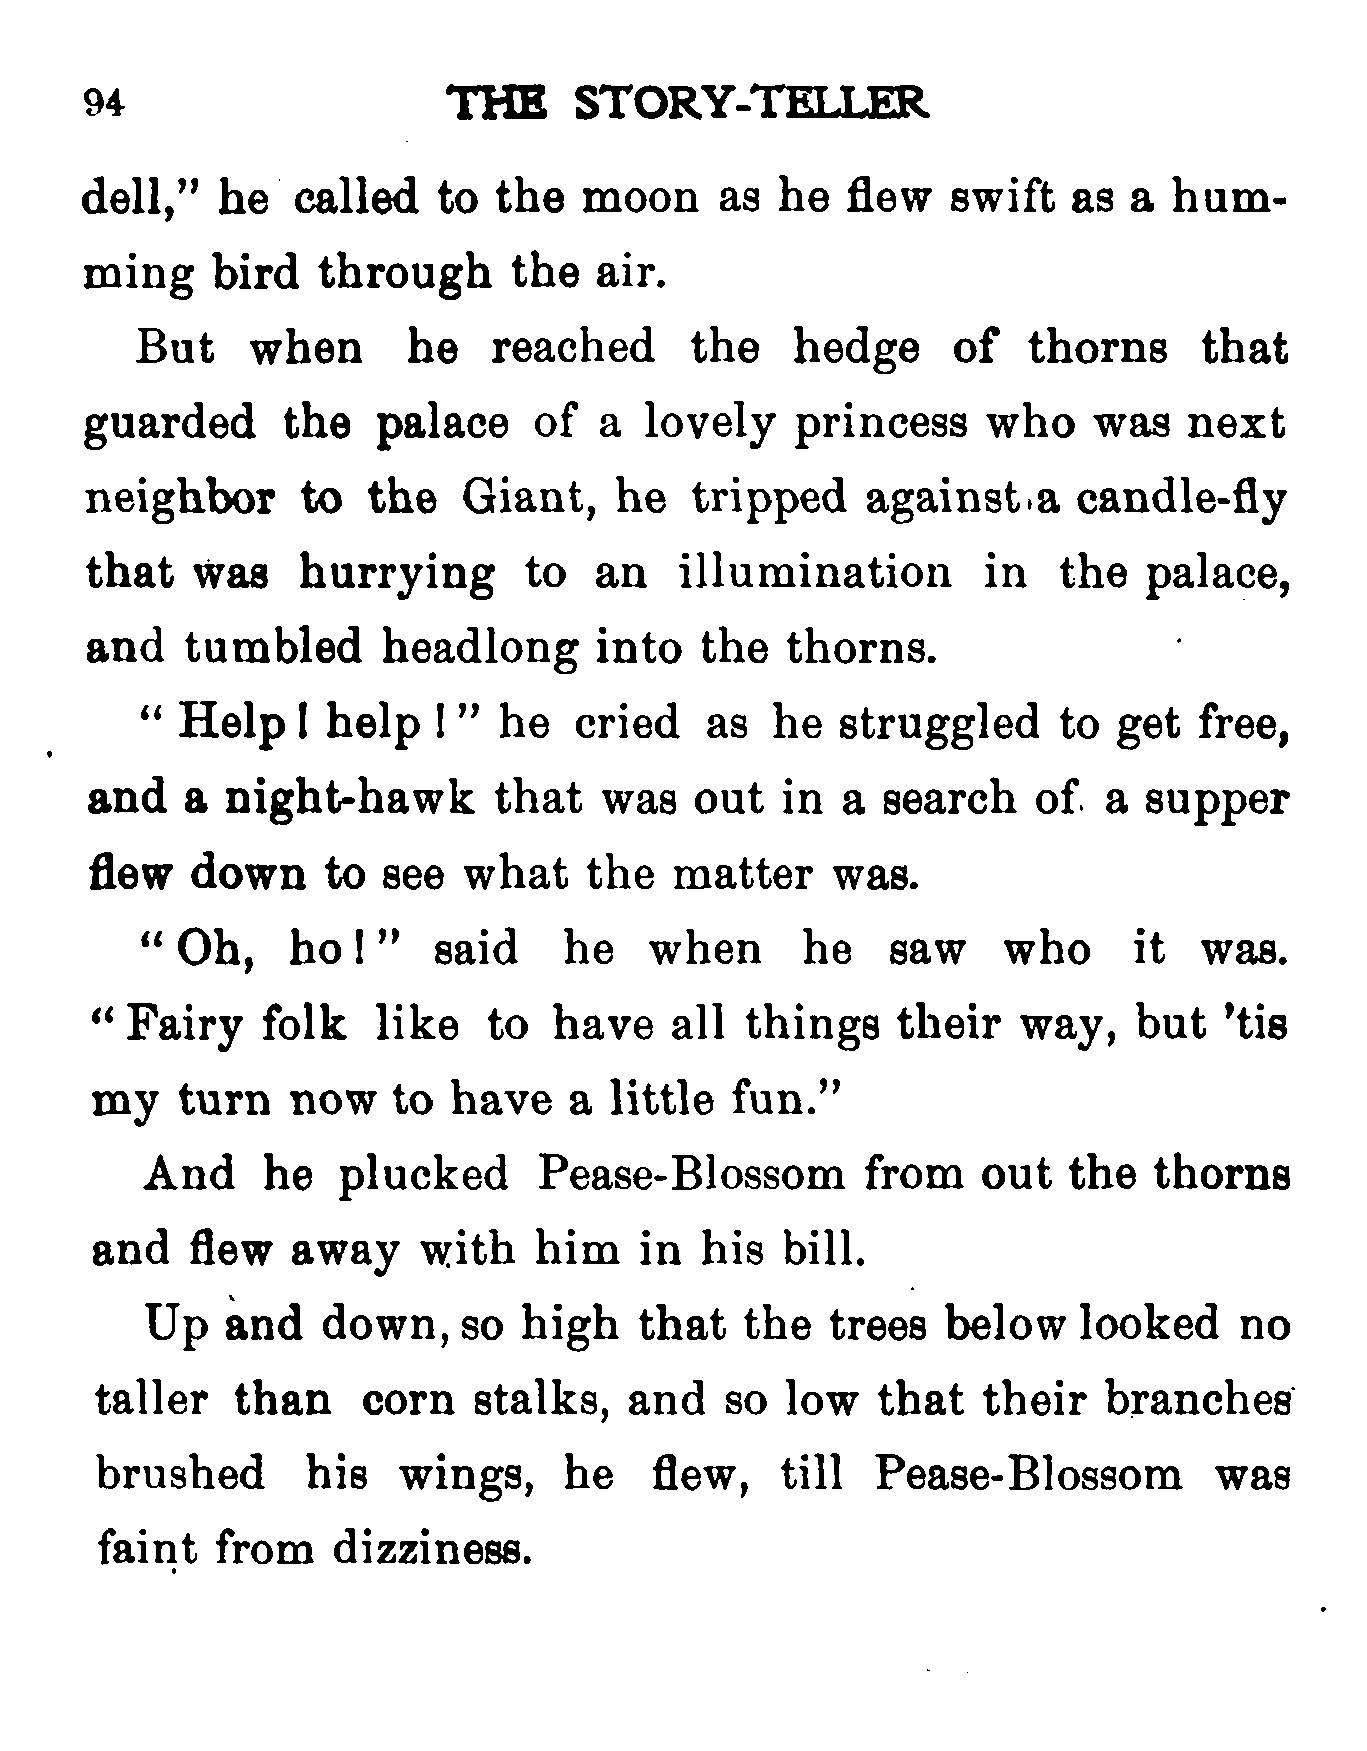 94 THE STORY-TELLER
dell,” he called to the moon as he flew swift as a hum-
ming bird through the air.
But when he reached the hedge of thorns that
guarded the palace of a lovely princess who was next
neighbor to the Giant, he tripped against a candle-fly
that was hurrying to an illumination in the palace,
and tumbled headlong into the thorns.
“ Help ! help ! ” he cried as he struggled to get free,
and a night-hawk that was out in a search of a supper
flew down to see what the matter was.
“ Oh, ho ! ” said he when he saw who it was.
“ Fairy folk like to have all things their way, but ’tis
my turn now to have a little fun.”
And he plucked Pease-Blossom from out the thorns
and flew away with him in his bill.
Up and down, so high that the trees below looked no
taller than corn stalks, and so low that their branches
brushed his wings, he flew, till Pease-Blossom was
faint from dizziness.